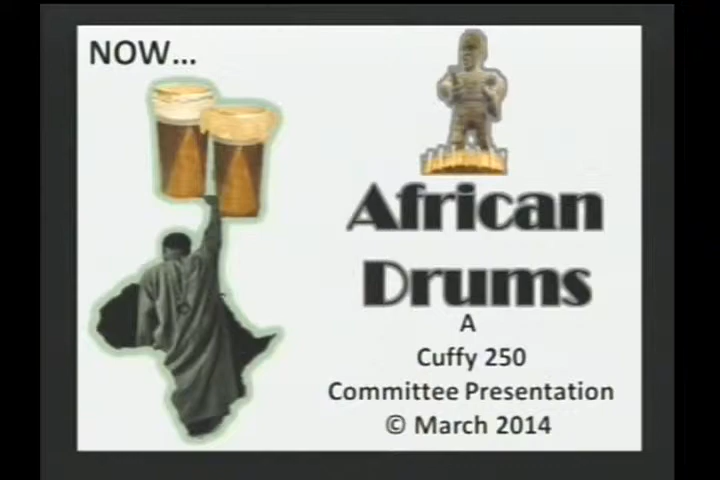 NOW...
African
Drums
A
Cuffy 250
Committee Presentation
© March 2014